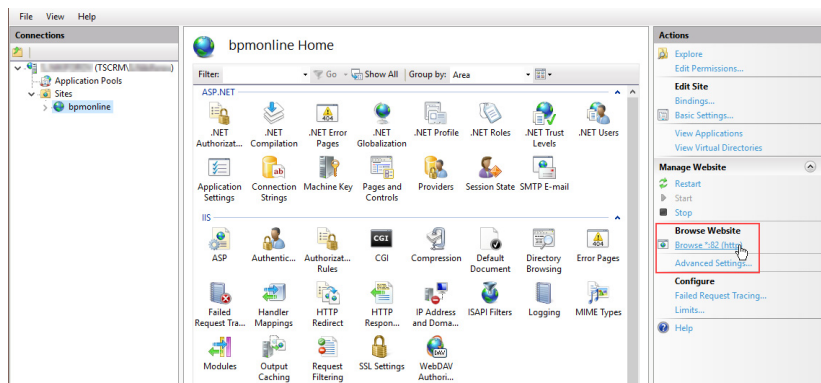 File View Help
Connections
(TSCRM\
Application Pools
Sites
bpmonline
bpmonline Home
Filter: Go Show All Group by: Area
ASP.NET
.NET Authorizat...
.NET Compilation
.NET Error Pages
.NET Globalization
.NET Profile
.NET Roles
.NET Trust Levels
.NET Users
Application Settings
Connection Strings
Machine Key
Pages and Controls
Providers
Session State
SMTP E-mail
IIS
ASP
Authentic...
Authorizat... Rules
CGI
Compression
Default Document
Directory Browsing
Error Pages
Failed Request Tra...
Handler Mappings
HTTP Redirect
HTTP Respon...
IP Address and Doma...
ISAPI Filters
Logging
MIME Types
Modules
Output Caching
Request Filtering
SSL Settings
WebDAV Authori...
Actions
Explore
Edit Permissions...
Edit Site
Bindings...
Basic Settings...
View Applications
View Virtual Directories
Manage Website
Restart
Start
Stop
Browse Website
Browse *:82 (http)
Advanced Settings...
Configure
Failed Request Tracing...
Limits...
Help